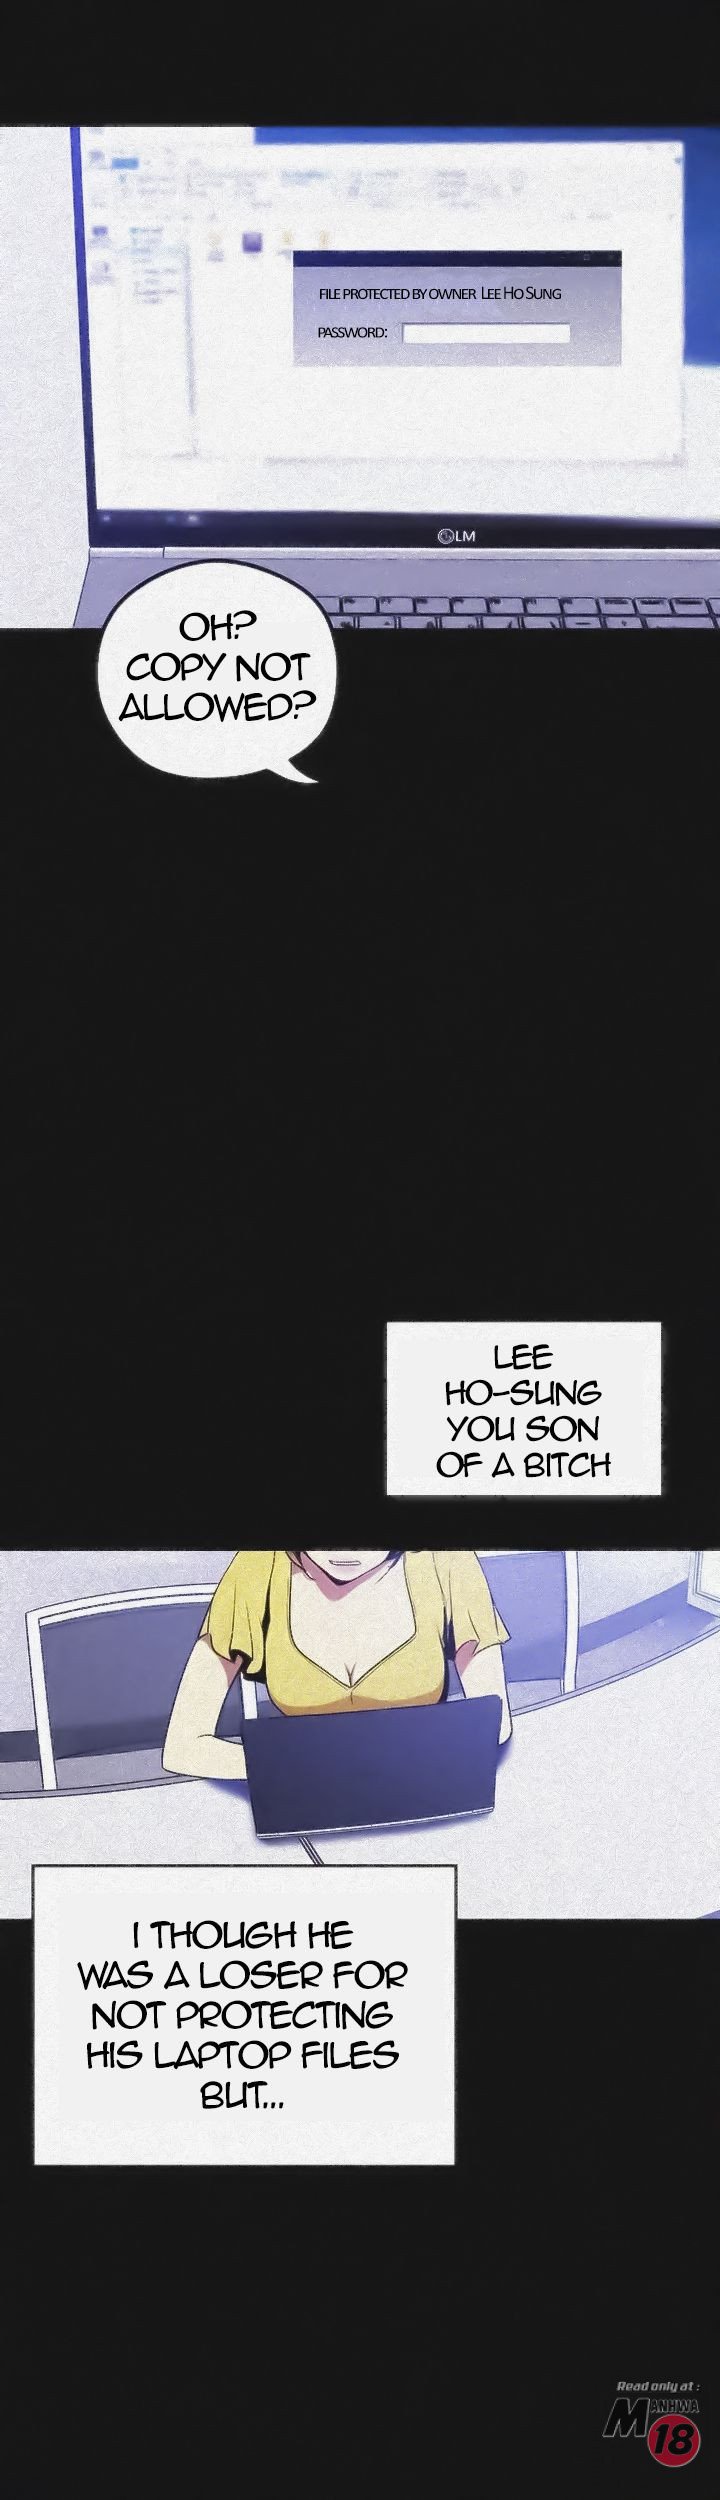 FILE PROTECTED BY OWNER LEE HO SUNG
PASSWORD:
LM
OH?
COPY NOT
ALLOWED?
LEE
HO-SUNG
YOU SON
OF A BITCH
I THOUGH HE
WAS A LOSER FOR
NOT PROTECTING
HIS LAPTOP FILES
BUT...
Read only at :
MANHWA
18